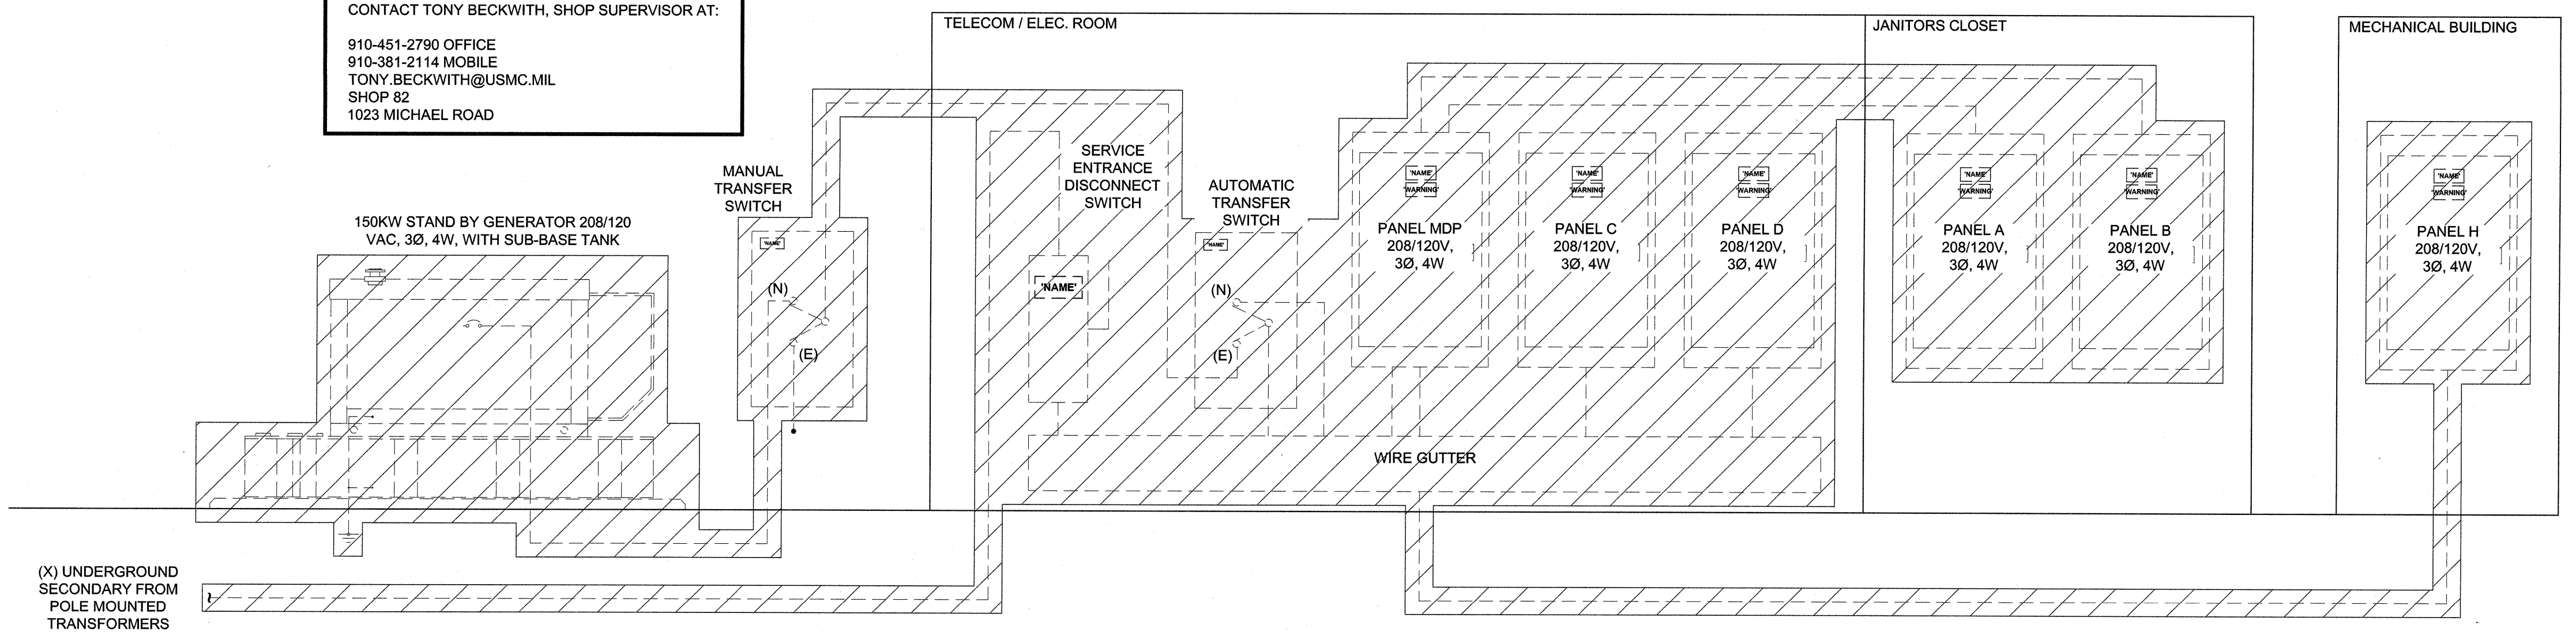 CONTACT TONY BECKWITH, SHOP SUPERVISOR AT:
910-451-2790 OFFICE
910-381-2114 MOBILE
TONY.BECKWITH@USMC.MIL
SHOP 82
1023 MICHAEL ROAD
TELECOM / ELEC. ROOM
JANITORS CLOSET
MECHANICAL BUILDING
150KW STAND BY GENERATOR 208/120
VAC, 3Ø, 4W, WITH SUB-BASE TANK
MANUAL
TRANSFER
SWITCH
'NAME'
(N)
(E)
SERVICE
ENTRANCE
DISCONNECT
SWITCH
'NAME'
AUTOMATIC
TRANSFER
SWITCH
'NAME'
(N)
(E)
'NAME'
'WARNING'
PANEL MDP
208/120V,
3Ø, 4W
'NAME'
'WARNING'
PANEL C
208/120V,
3Ø, 4W
'NAME'
'WARNING'
PANEL D
208/120V,
3Ø, 4W
'NAME'
'WARNING'
PANEL A
208/120V,
3Ø, 4W
'NAME'
'WARNING'
PANEL B
208/120V,
3Ø, 4W
'NAME'
'WARNING'
PANEL H
208/120V,
3Ø, 4W
WIRE GUTTER
(X) UNDERGROUND
SECONDARY FROM
POLE MOUNTED
TRANSFORMERS